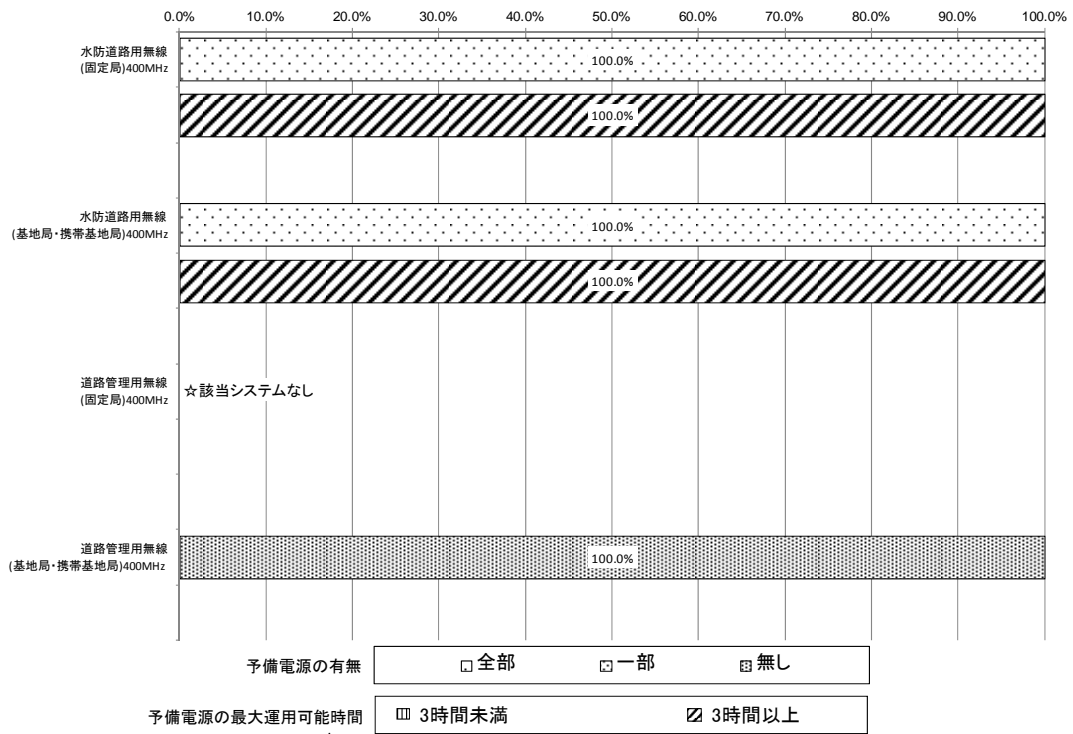 0.0% 10.0% 20.0% 30.0% 40.0% 50.0% 60.0% 70.0% 80.0% 90.0% 100.0%
水防道路用無線
(固定局)400MHz
100.0%
100.0%
水防道路用無線
(基地局・携帯基地局)400MHz
100.0%
100.0%
道路管理用無線
(固定局)400MHz
☆該当システムなし
道路管理用無線
(基地局・携帯基地局)400MHz
100.0%
予備電源の有無 全部 一部 無し
予備電源の最大運用可能時間 3時間未満 3時間以上